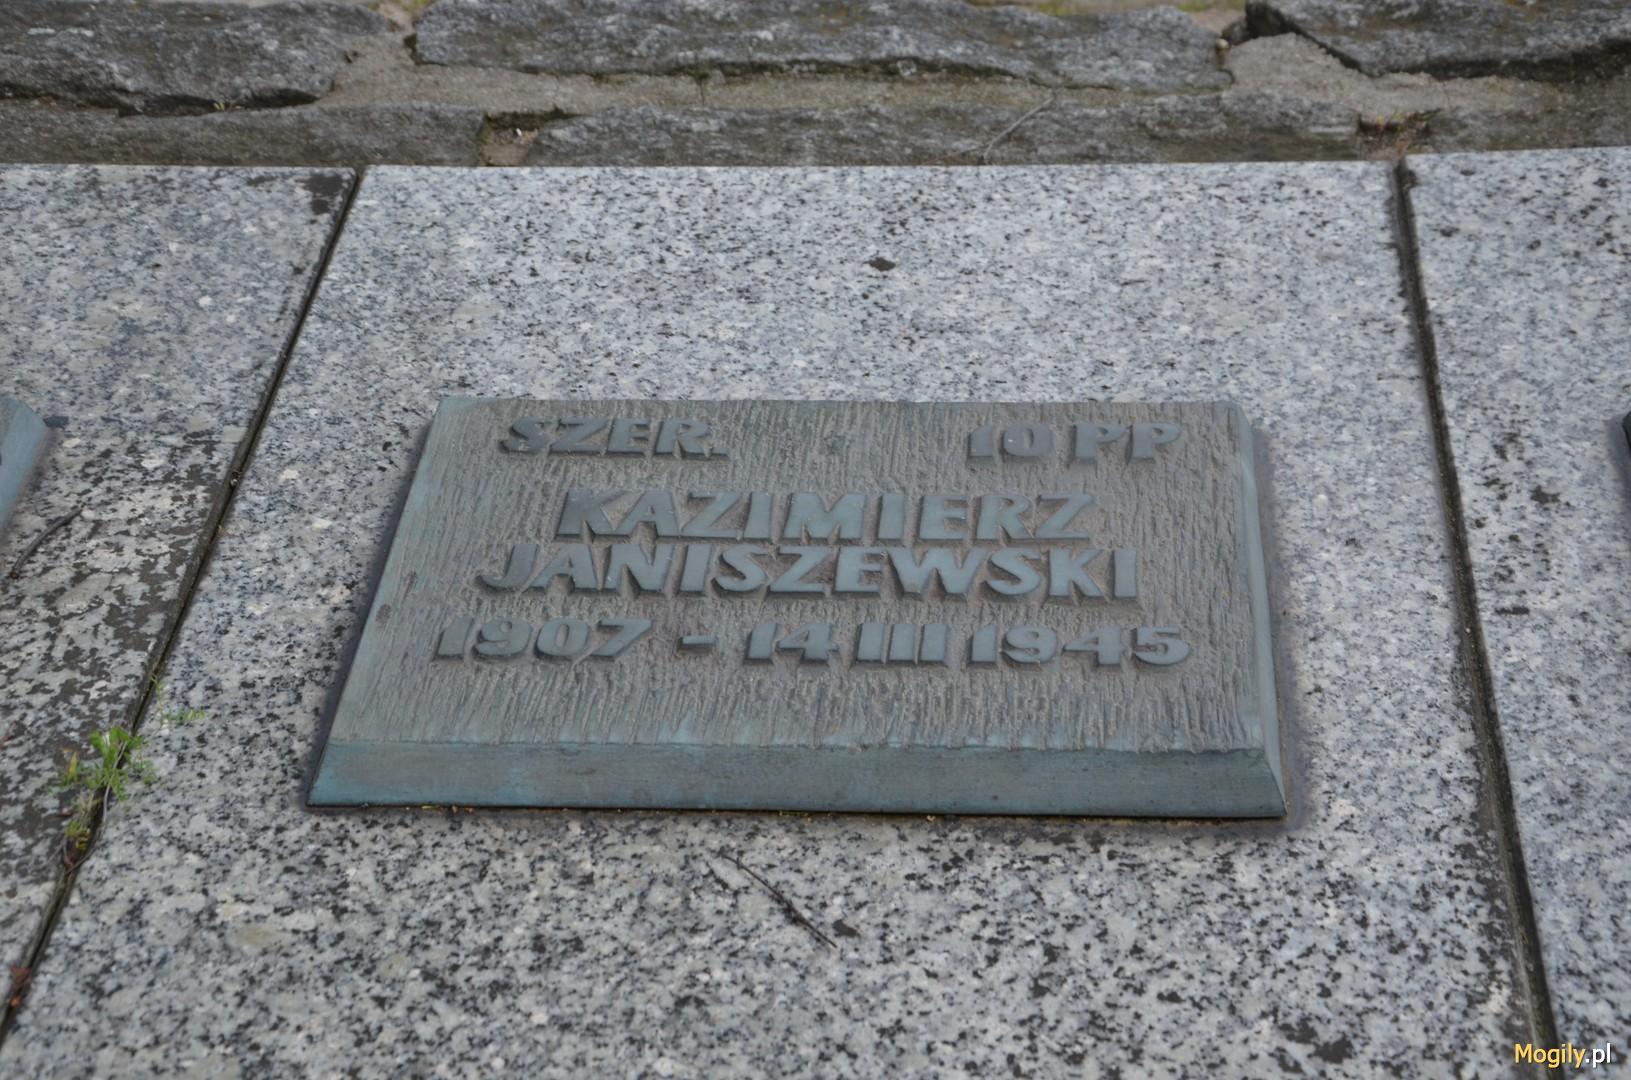 SZER. 10 PP
KAZIMIERZ
JANISZEWSKI
1907 - 14 III 1945
Mogily.pl